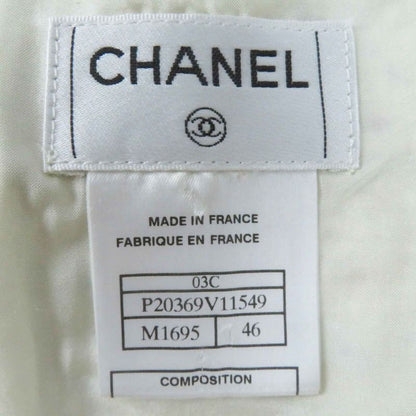 CHANEL
MADE IN FRANCE
FABRIQUE EN FRANCE
03C
P20369V11549
M1695 46
COMPOSITION